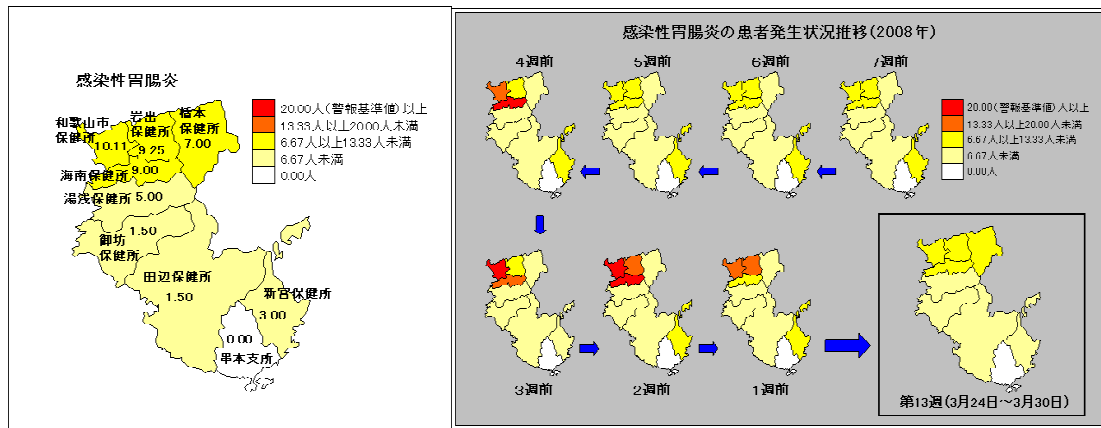 感染性胃腸炎
20.00人(警報基準値)以上
13.33人以上20.00人未満
6.67人以上13.33人未満
6.67人未満
0.00人
和歌山市
保健所
10.11
岩出
保健所
9.25
橋本
保健所
7.00
海南保健所
9.00
湯浅保健所
5.00
御坊
保健所
1.50
田辺保健所
1.50
新宮保健所
3.00
0.00
串本支所
感染性胃腸炎の患者発生状況推移(2008年)
4週前
5週前
6週前
7週前
20.00(警報基準値)人以上
13.33人以上20.00人未満
6.67人以上13.33人未満
6.67人未満
0.00人
3週前
2週前
1週前
第13週(3月24日~3月30日)